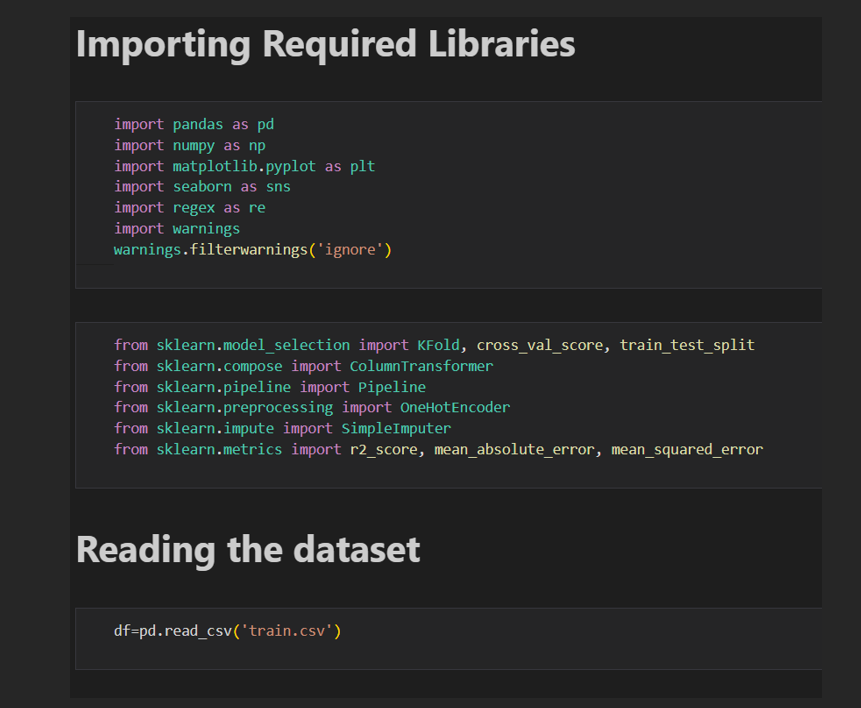 Importing Required Libraries
import pandas as pd
import numpy as np
import matplotlib.pyplot as plt
import seaborn as sns
import regex as re
import warnings
warnings.filterwarnings('ignore')
from sklearn.model_selection import KFold, cross_val_score, train_test_split
from sklearn.compose import ColumnTransformer
from sklearn.pipeline import Pipeline
from sklearn.preprocessing import OneHotEncoder
from sklearn.impute import SimpleImputer
from sklearn.metrics import r2_score, mean_absolute_error, mean_squared_error
Reading the dataset
df=pd.read_csv('train.csv')